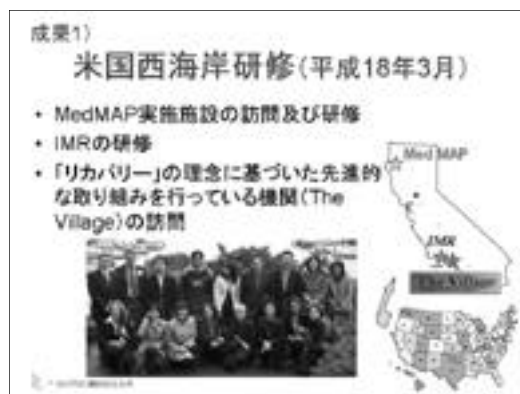 成果1)
米国西海岸研修(平成18年3月)
• MedMAP実施施設の訪問及び研修
• IMRの研修
• 「リカバリー」の理念に基づいた先進的
な取り組みを行っている機関(The
Village)の訪問
Med MAP
IMR
The Village